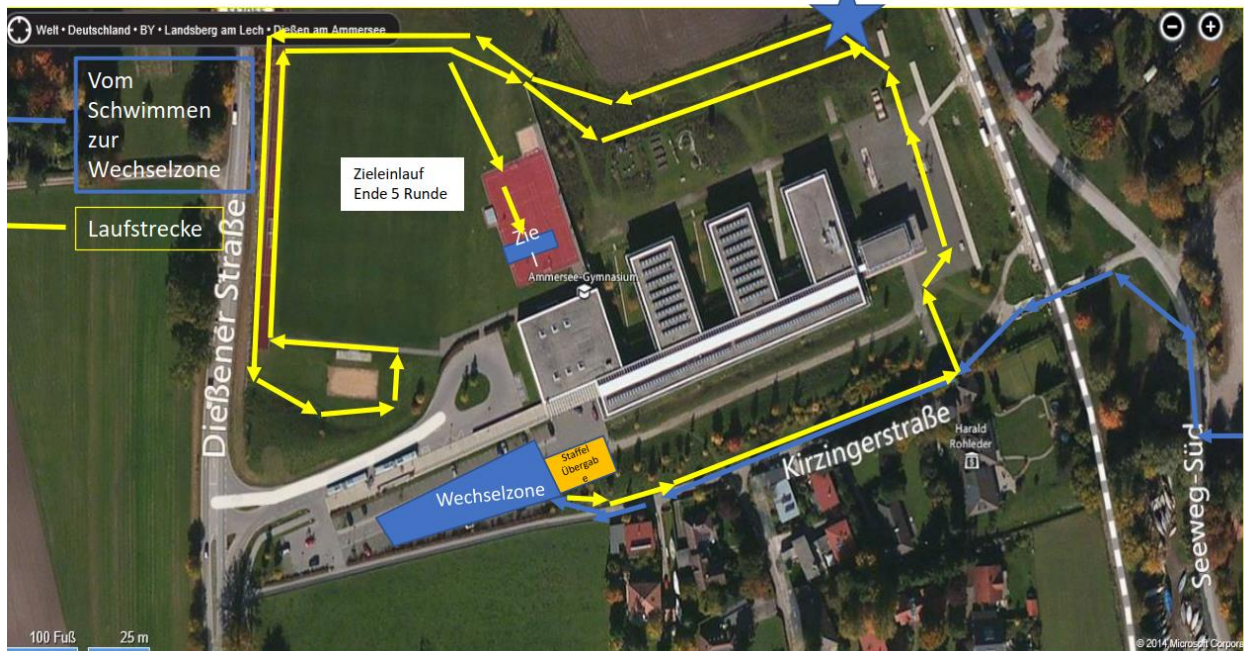 Welt • Deutschland • BY • Landsberg am Lech • Dießen am Ammersee
Vom
Schwimmen
zur
Wechselzone
Laufstrecke
Dießener Straße
Zieleinlauf
Ende 5 Runde
Zie
l
Ammersee-Gymnasium
Staffel
Übergab
e
Wechselzone
Kirzingerstraße
Harald
Rohleder
Seeweg-Süd
100 Fuß
25 m
© 2014 Microsoft Corpora